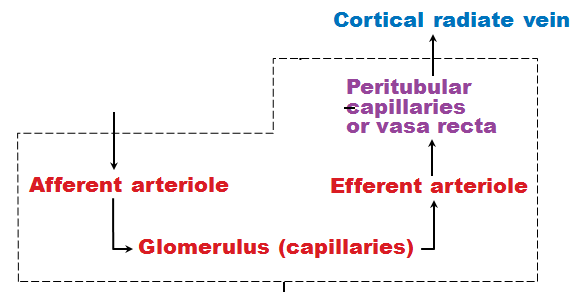 Cortical radiate vein
Peritubular
capillaries
or vasa recta
Afferent arteriole
Efferent arteriole
Glomerulus (capillaries)